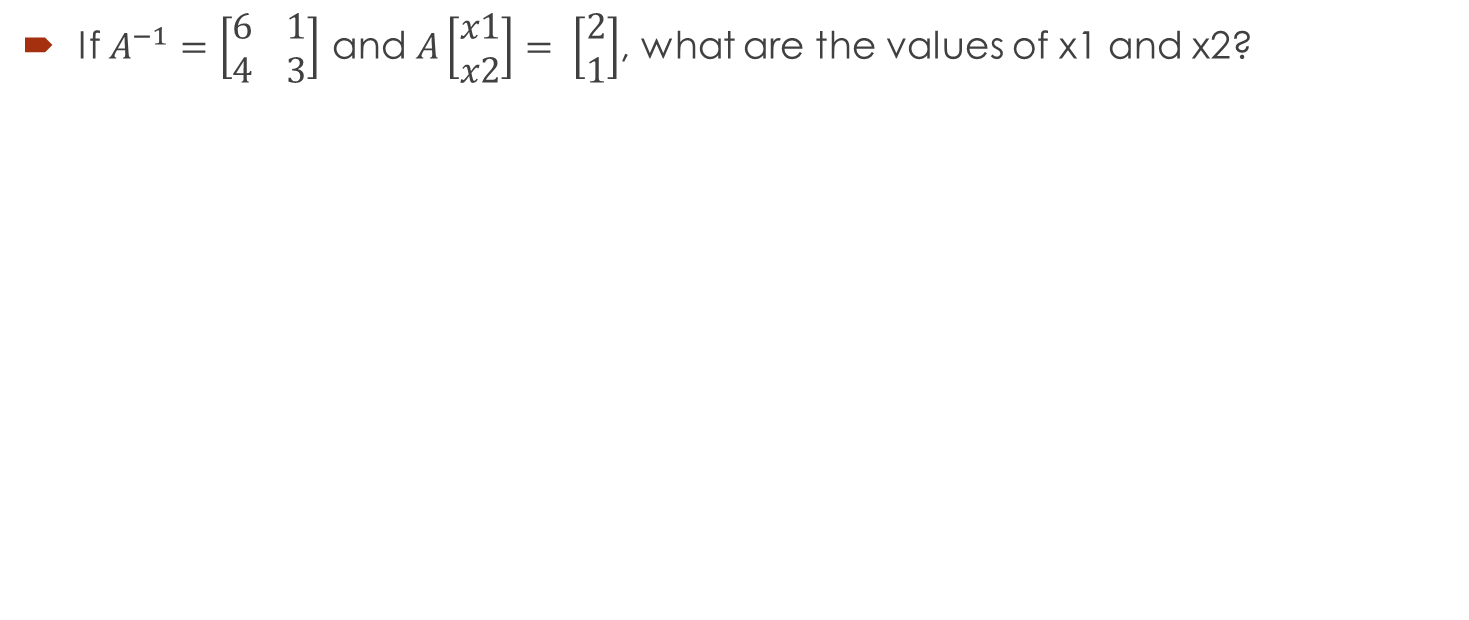 If A⁻¹ = [6 1; 4 3] and A [x1; x2] = [2; 1], what are the values of x1 and x2?